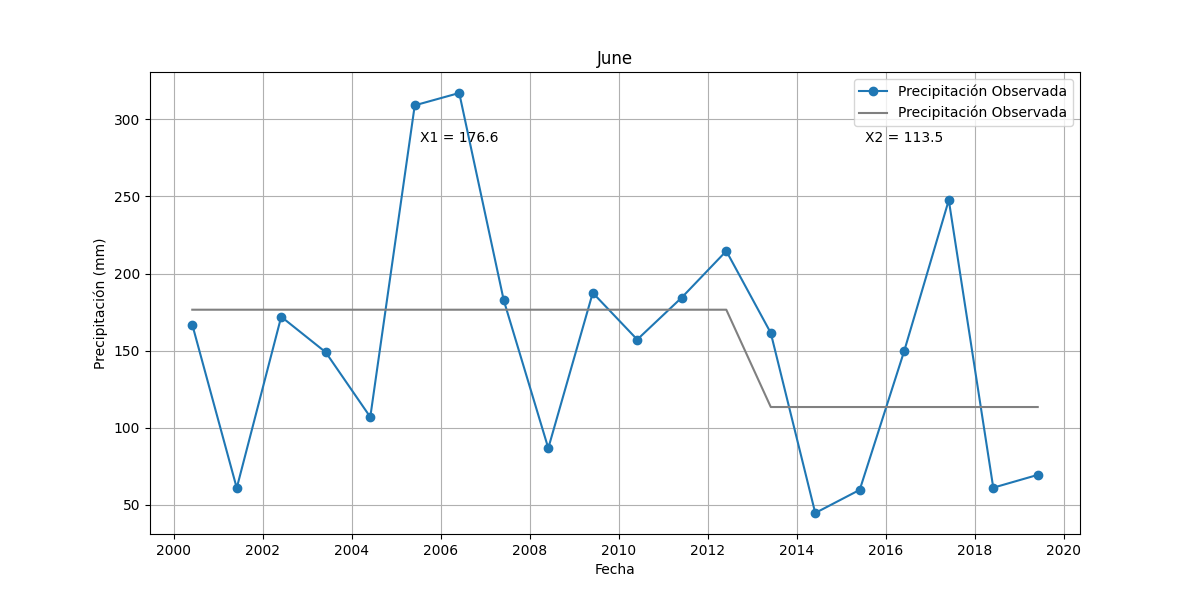 June
Precipitación Observada
Precipitación Observada
X1 = 176.6
X2 = 113.5
Precipitación (mm)
300
250
200
150
100
50
2000 2002 2004 2006 2008 2010 2012 2014 2016 2018 2020
Fecha